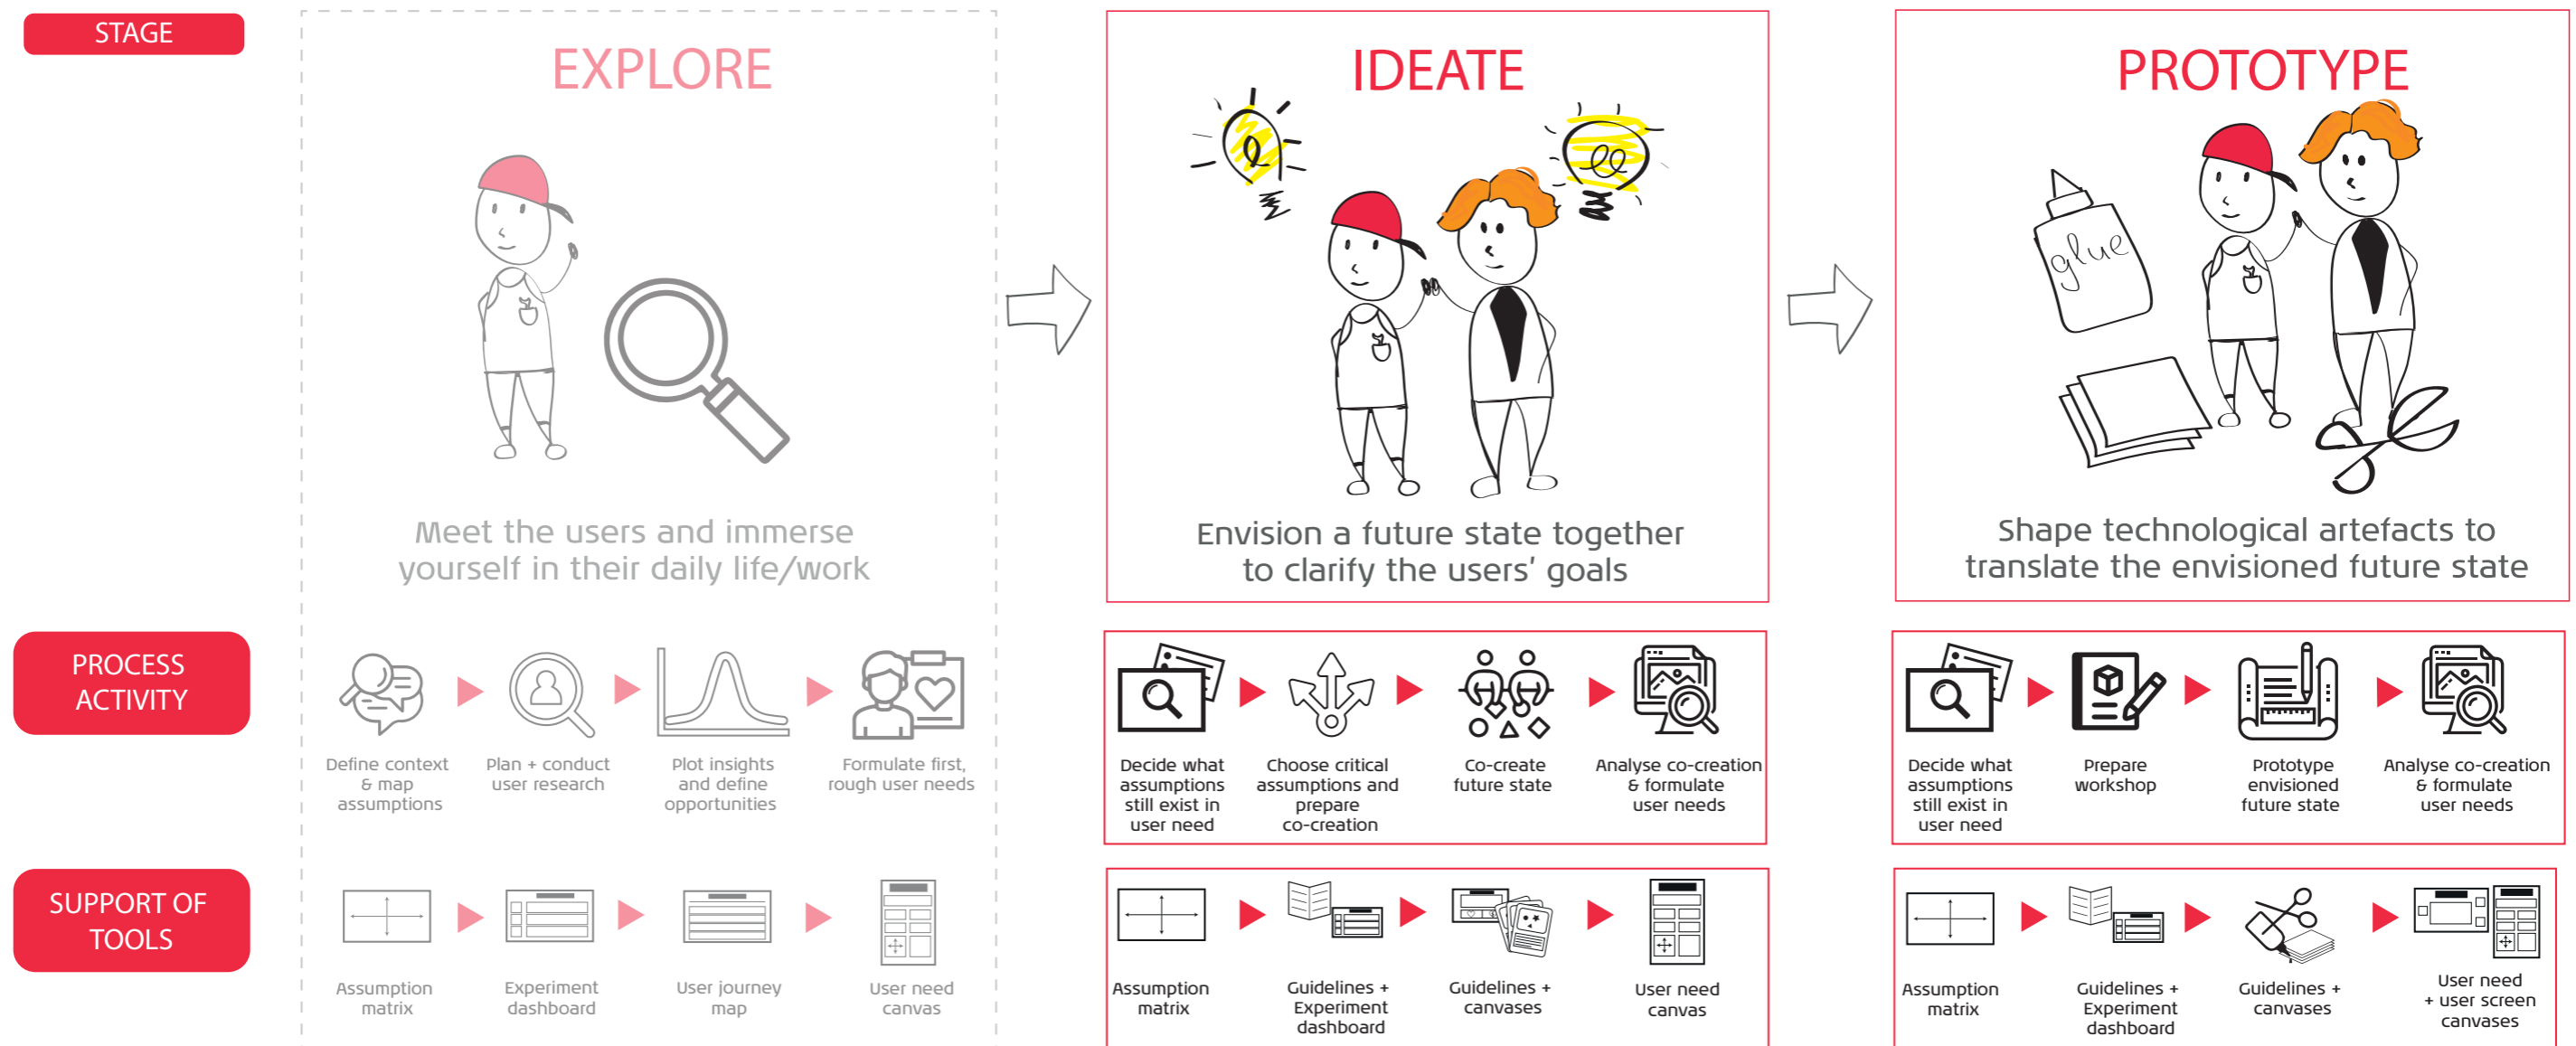 STAGE
EXPLORE
IDEATE
PROTOTYPE
glue
Meet the users and immerse
yourself in their daily life/work
Envision a future state together
to clarify the users' goals
Shape technological artefacts to
translate the envisioned future state
PROCESS
ACTIVITY
Define context
& map
assumptions
Plan + conduct
user research
Plot insights
and define
opportunities
Formulate first,
rough user needs
Decide what
assumptions
still exist in
user need
Choose critical
assumptions and
prepare
co-creation
Co-create
future state
Analyse co-creation
& formulate
user needs
Decide what
assumptions
still exist in
user need
Prepare
workshop
Prototype
envisioned
future state
Analyse co-creation
& formulate
user needs
SUPPORT OF
TOOLS
Assumption
matrix
Experiment
dashboard
User journey
map
User need
canvas
Assumption
matrix
Guidelines +
Experiment
dashboard
Guidelines +
canvases
User need
canvas
Assumption
matrix
Guidelines +
Experiment
dashboard
Guidelines +
canvases
User need
+ user screen
canvases